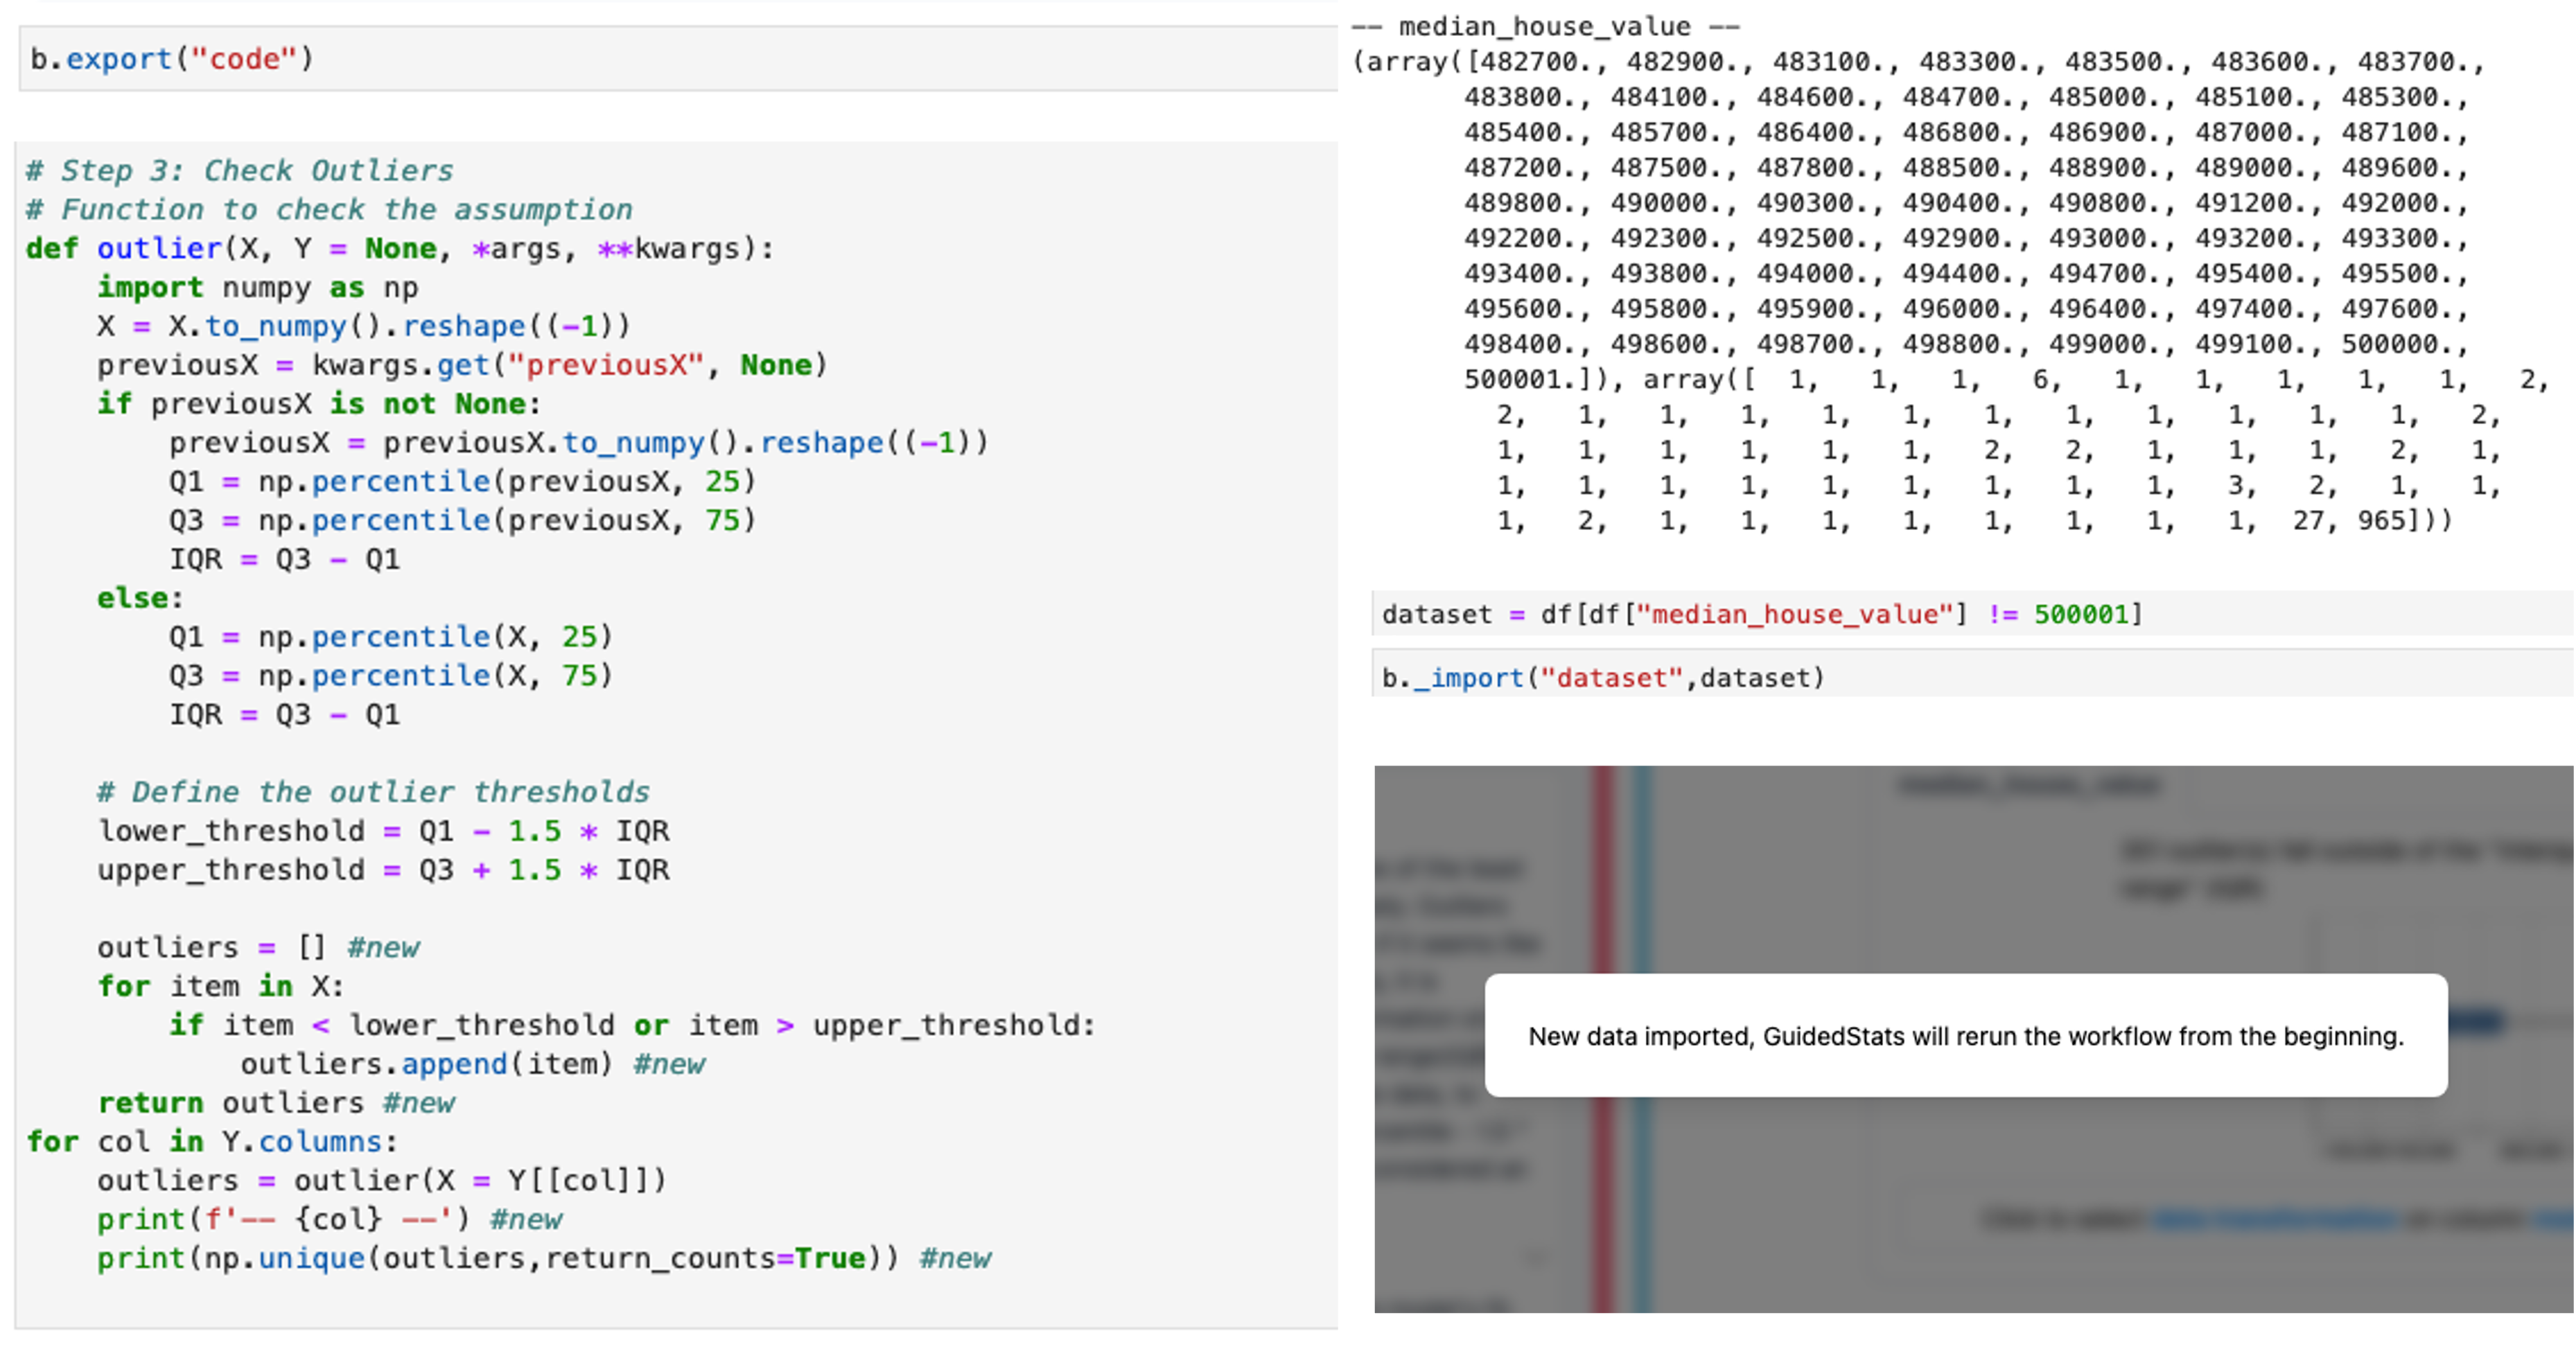 b.export("code")
# Step 3: Check Outliers
# Function to check the assumption
def outlier(X, Y = None, *args, **kwargs):
    import numpy as np
    X = X.to_numpy().reshape((-1))
    previousX = kwargs.get("previousX", None)
    if previousX is not None:
        previousX = previousX.to_numpy().reshape((-1))
        Q1 = np.percentile(previousX, 25)
        Q3 = np.percentile(previousX, 75)
        IQR = Q3 - Q1
    else:
        Q1 = np.percentile(X, 25)
        Q3 = np.percentile(X, 75)
        IQR = Q3 - Q1
    # Define the outlier thresholds
    lower_threshold = Q1 - 1.5 * IQR
    upper_threshold = Q3 + 1.5 * IQR
    outliers = [] #new
    for item in X:
        if item < lower_threshold or item > upper_threshold:
            outliers.append(item) #new
    return outliers #new
for col in Y.columns:
    outliers = outlier(X = Y[[col]])
    print(f'-- {col} --') #new
    print(np.unique(outliers,return_counts=True)) #new
-- median_house_value --
(array([482700., 482900., 483100., 483300., 483500., 483600., 483700.,
       483800., 484100., 484600., 484700., 485000., 485100., 485300.,
       485400., 485700., 486400., 486800., 486900., 487000., 487100.,
       487200., 487500., 487800., 488500., 488900., 489000., 489600.,
       489800., 490000., 490300., 490400., 490800., 491200., 492000.,
       492200., 492300., 492500., 492900., 493000., 493200., 493300.,
       493400., 493800., 494000., 494400., 494700., 495400., 495500.,
       495600., 495800., 495900., 496000., 496400., 497400., 497600.,
       498400., 498600., 498700., 498800., 499000., 499100., 500000.,
       500001.]), array([  1,   1,   1,   6,   1,   1,   1,   1,   1,   2,
         2,   1,   1,   1,   1,   1,   1,   1,   1,   1,   1,   1,   2,
         1,   1,   1,   1,   1,   1,   2,   2,   1,   1,   1,   2,   1,
         1,   1,   1,   1,   1,   1,   1,   1,   1,   3,   2,   1,   1,
         1,   2,   1,   1,   1,   1,   1,   1,   1,   1,  27, 965]))
dataset = df[df["median_house_value"] != 500001]
b._import("dataset",dataset)
New data imported, GuidedStats will rerun the workflow from the beginning.